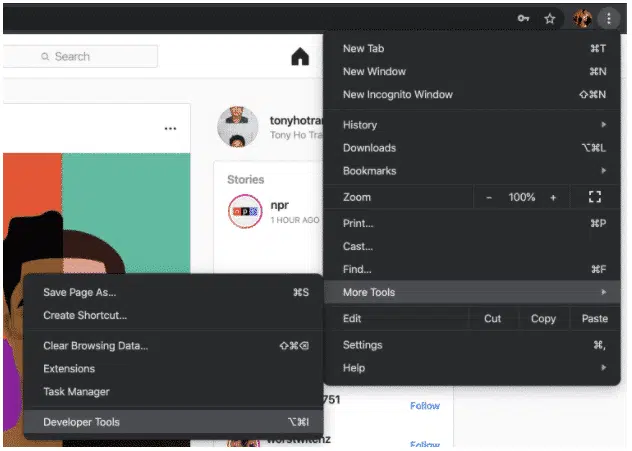 Search
New Tab ⌘T
New Window ⌘N
New Incognito Window ⇧⌘N
History
Downloads ⌥⌘L
Bookmarks
Zoom - 100% +
Print... ⌘P
Cast...
Find... ⌘F
More Tools
Edit Cut Copy Paste
Settings ⌘,
Help
Save Page As... ⌘S
Create Shortcut...
Clear Browsing Data... ⇧⌘⌫
Extensions
Task Manager
Developer Tools ⌥⌘I
tonyhotra
Tony Ho Tra
Stories
npr
npr
1 HOUR AGO
751
Follow
worstwitchz
Follow